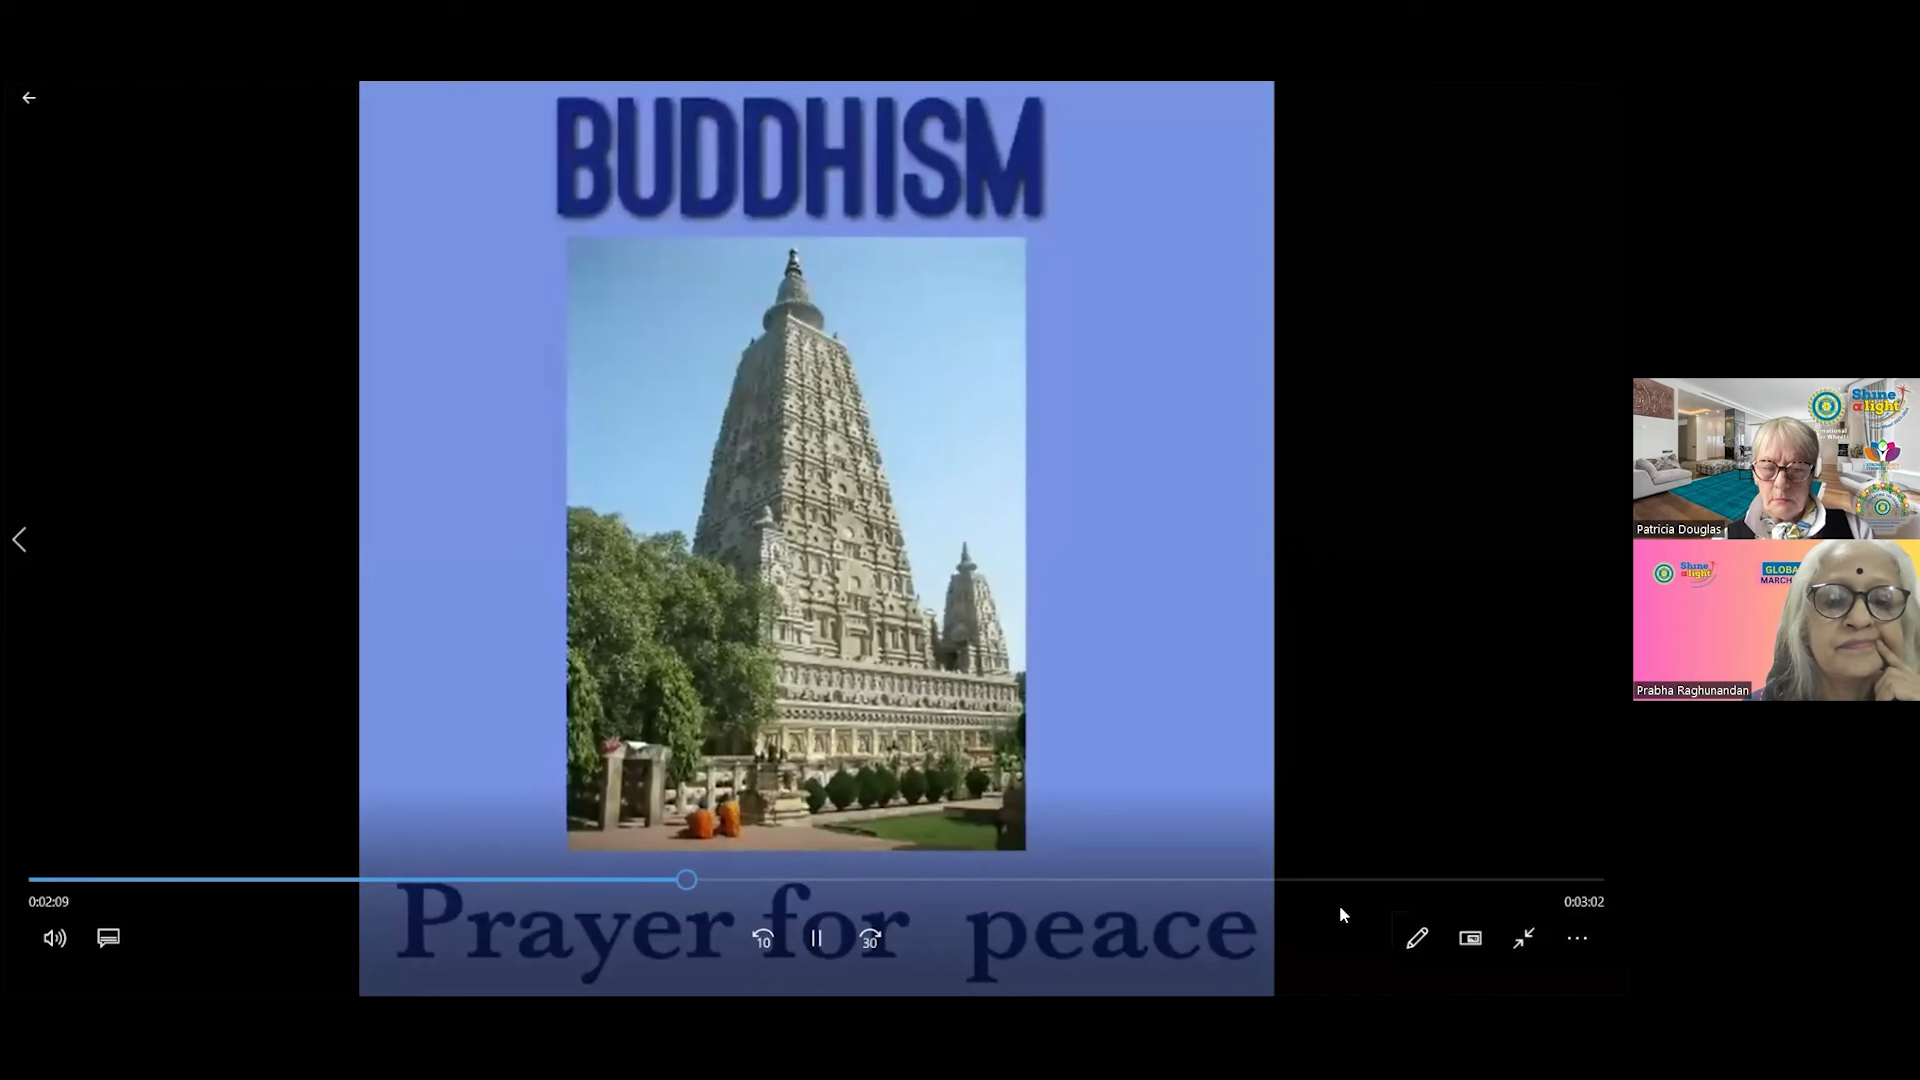 BUDDHISM
Prayer for peace
0:02:09
0:03:02
10
30
Shine
a light
Patricia Douglas
Shine
a light
GLOBA
MARCH
Prabha Raghunandan